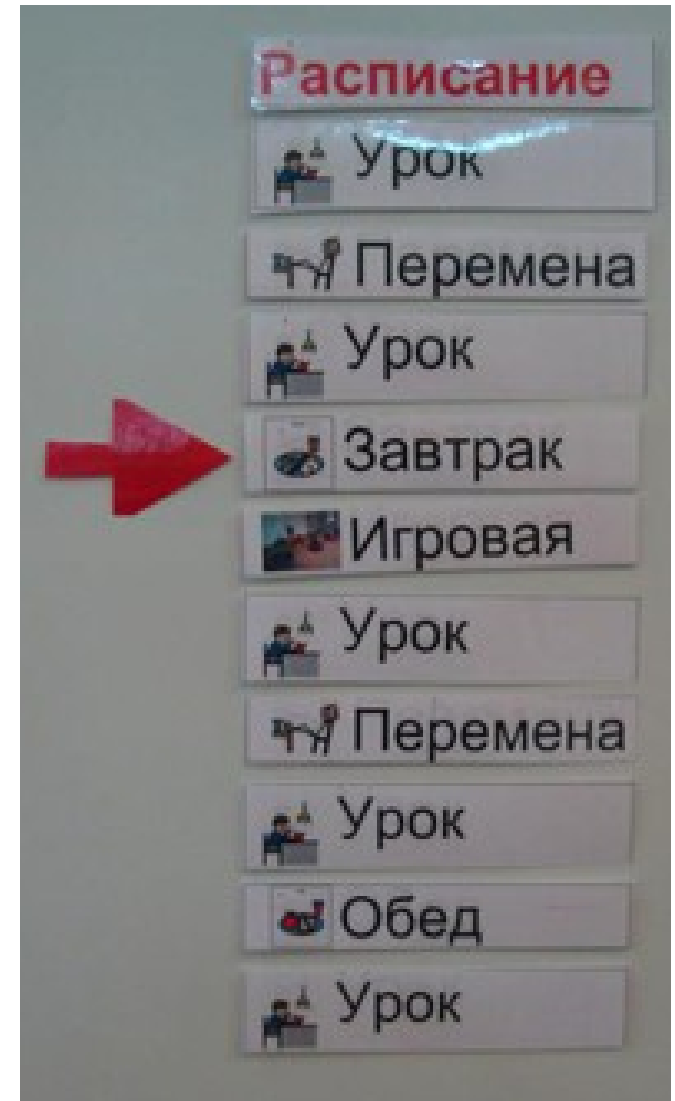 Расписание
Урок
Перемена
Урок
Завтрак
Игровая
Урок
Перемена
Урок
Обед
Урок